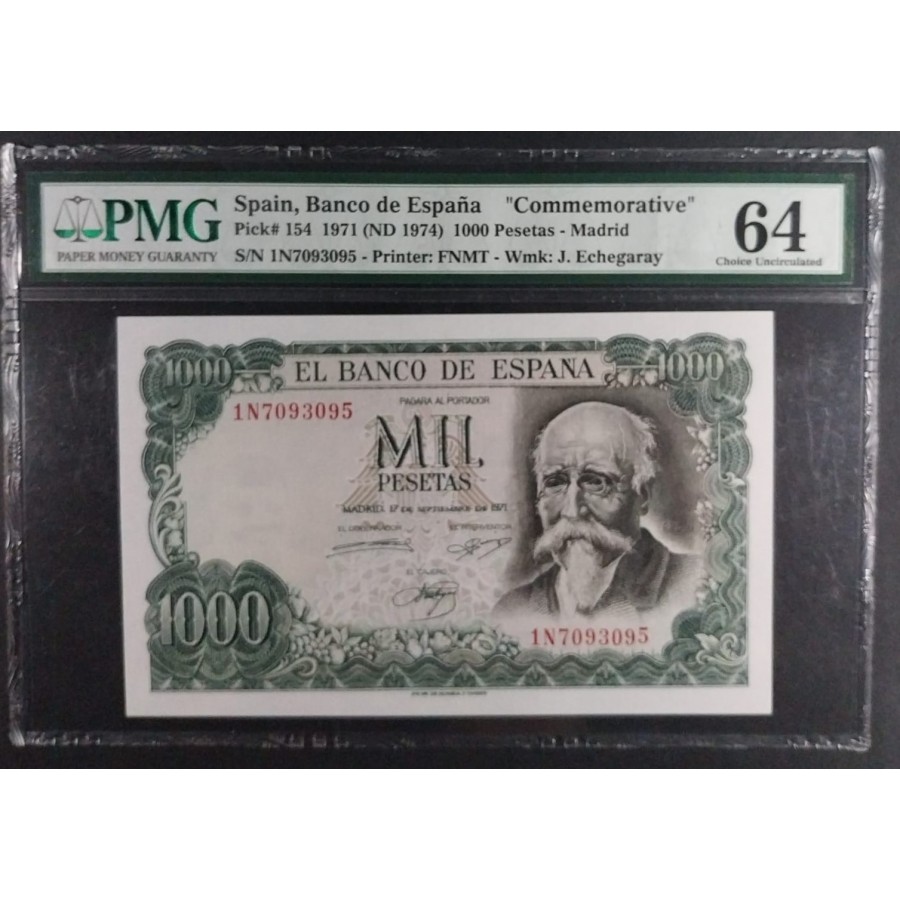 PMG
PAPER MONEY GUARANTY
Spain, Banco de España "Commemorative"
Pick# 154 1971 (ND 1974) 1000 Pesetas - Madrid
S/N 1N7093095 - Printer: FNMT - Wmk: J. Echegaray
64
Choice Uncirculated
1000 EL BANCO DE ESPAÑA 1000
1N7093095
PAGARA AL PORTADOR
MIL
PESETAS
MADRID, 17 DE SEPTIEMBRE DE 1971
EL GOBERNADOR EL INTERVENTOR
EL CAJERO
1000
1N7093095